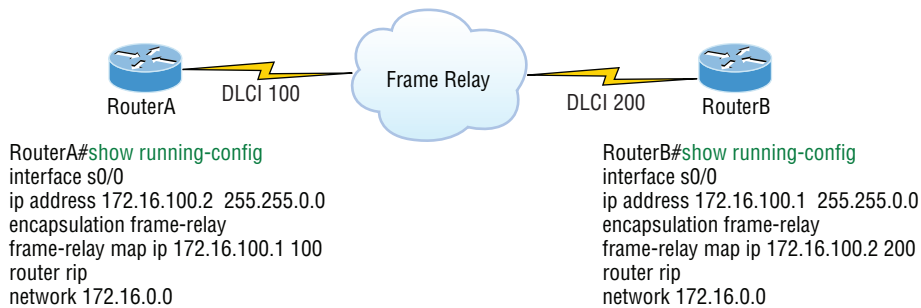 Frame Relay
RouterA
DLCI 100
DLCI 200
RouterB
RouterA#show running-config
interface s0/0
ip address 172.16.100.2 255.255.0.0
encapsulation frame-relay
frame-relay map ip 172.16.100.1 100
router rip
network 172.16.0.0
RouterB#show running-config
interface s0/0
ip address 172.16.100.1 255.255.0.0
encapsulation frame-relay
frame-relay map ip 172.16.100.2 200
router rip
network 172.16.0.0